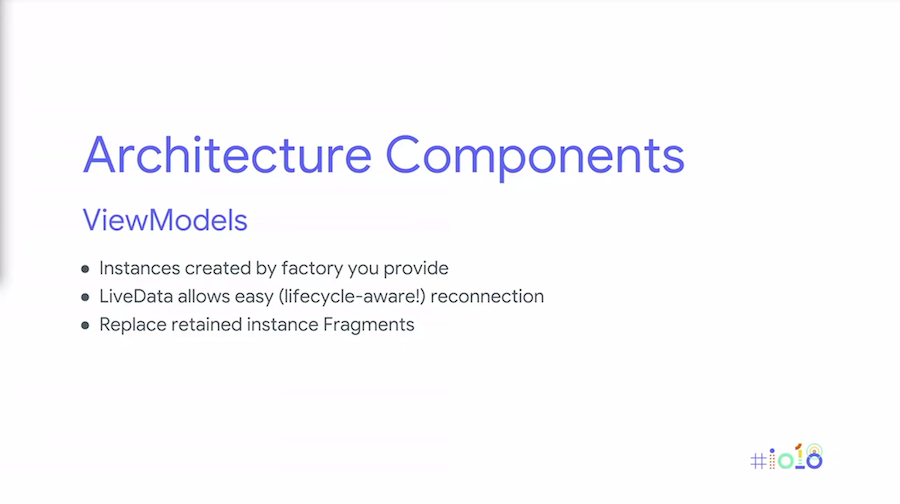 Architecture Components
ViewModels
● Instances created by factory you provide
● LiveData allows easy (lifecycle-aware!) reconnection
● Replace retained instance Fragments
#io18